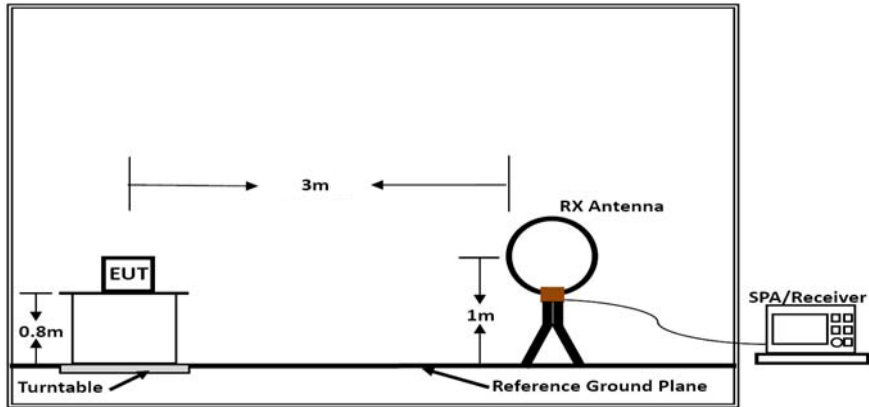 3m
RX Antenna
EUT
0.8m
1m
SPA/Receiver
Turntable
Reference Ground Plane